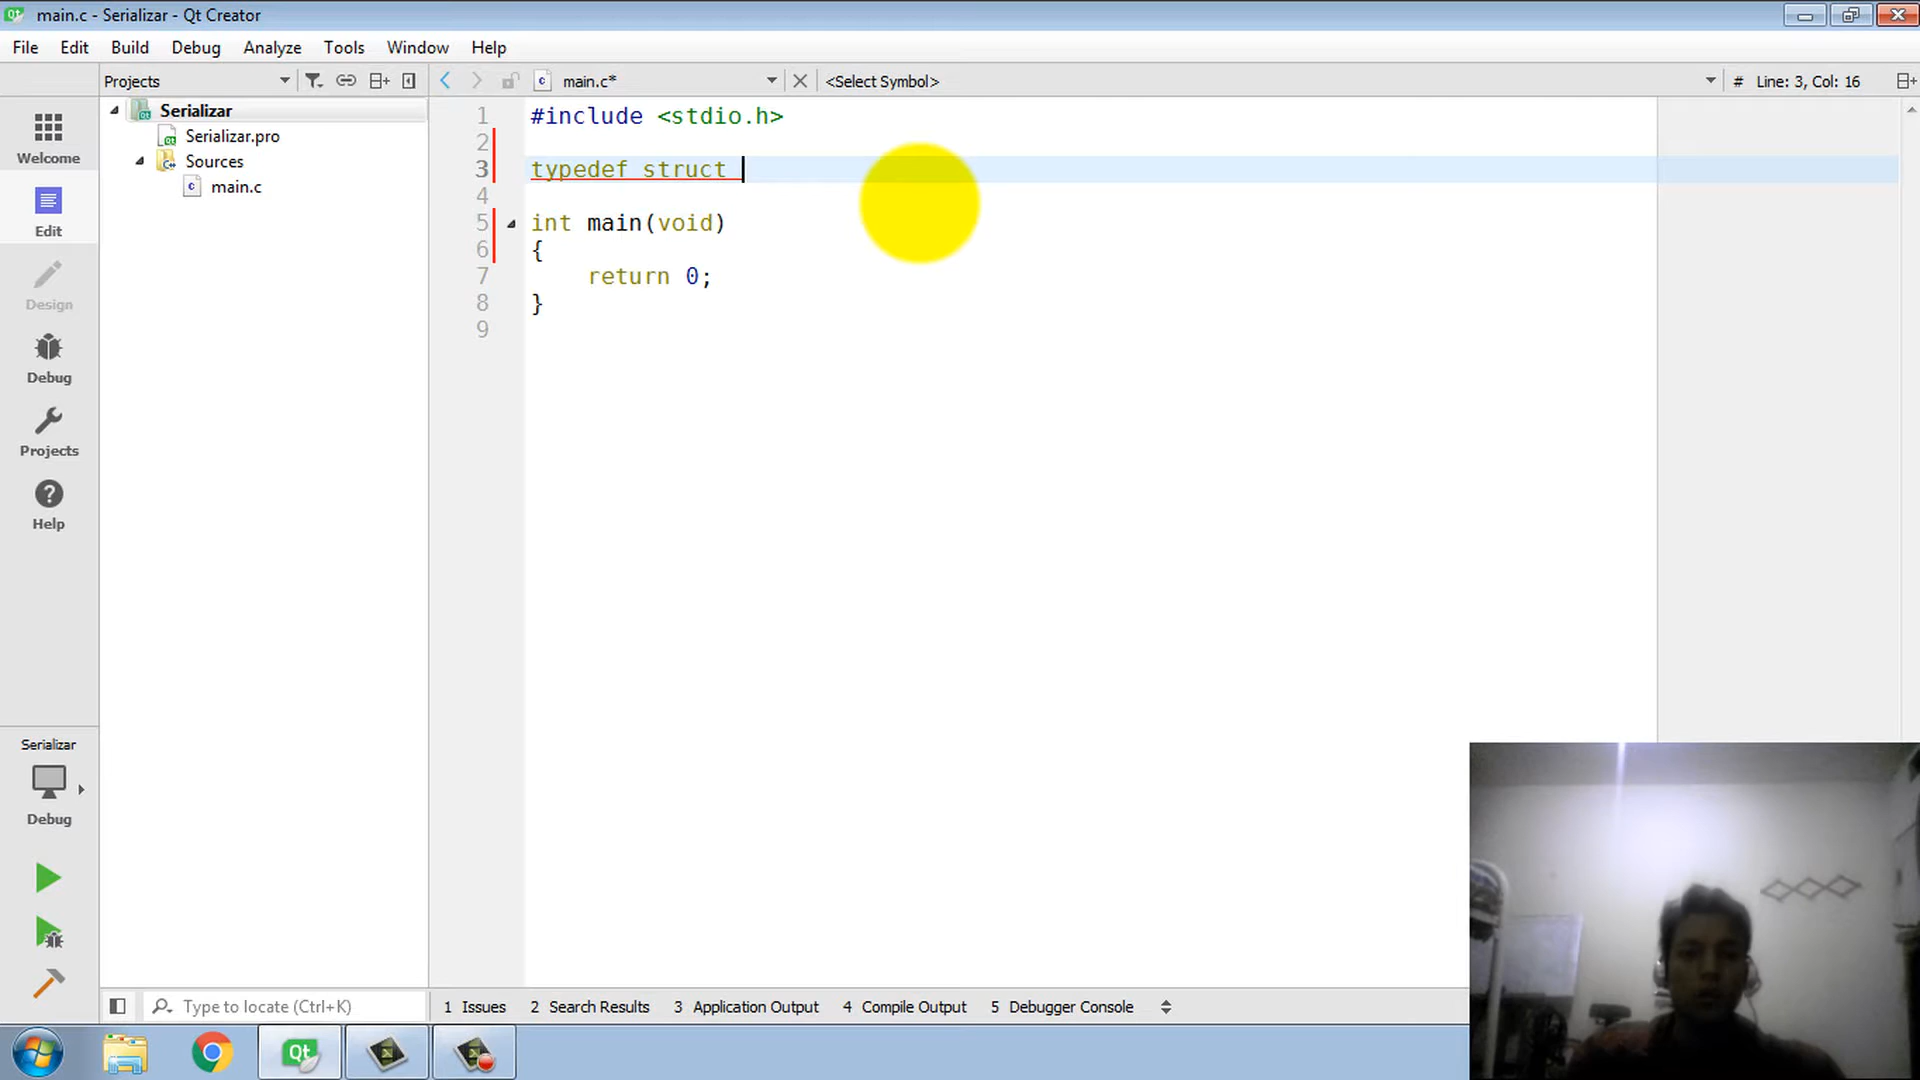 main.c - Serializar - Qt Creator
File Edit Build Debug Analyze Tools Window Help
Projects
main.c*
<Select Symbol>
# Line: 3, Col: 16
Welcome
Edit
Design
Debug
Projects
Help
Serializar
Debug
Serializar
Serializar.pro
Sources
main.c
1 #include <stdio.h>
2
3 typedef struct
4
5 int main(void)
6 {
7 return 0;
8 }
9
Type to locate (Ctrl+K)
1 Issues 2 Search Results 3 Application Output 4 Compile Output 5 Debugger Console
Qt